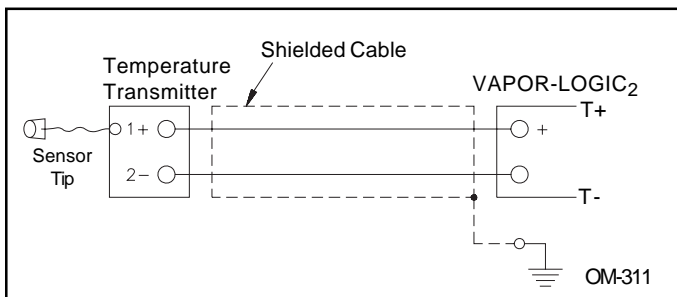 Shielded Cable
Temperature
Transmitter
VAPOR-LOGIC2
T+
1+
+
Sensor
Tip
2-
T-
OM-311